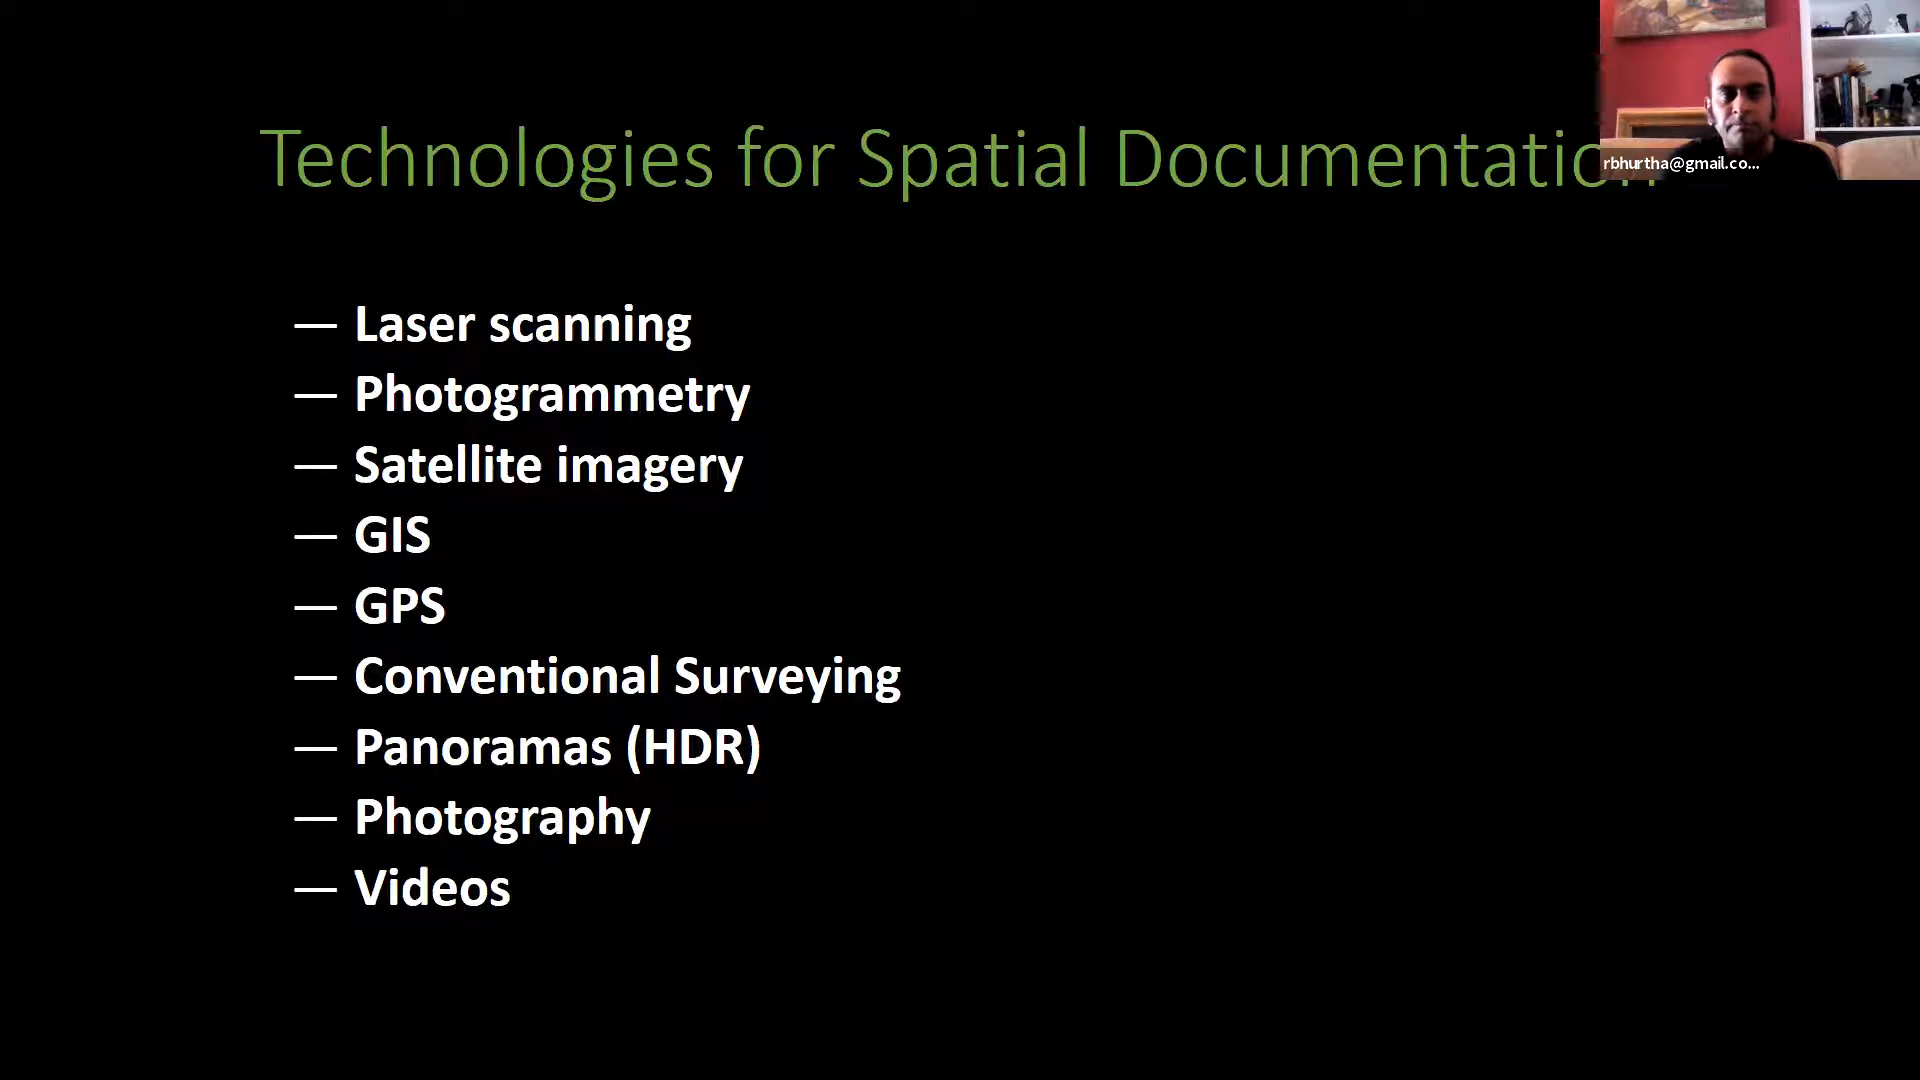 Technologies for Spatial Documentation
rbhurtha@gmail.co...
— Laser scanning
— Photogrammetry
— Satellite imagery
— GIS
— GPS
— Conventional Surveying
— Panoramas (HDR)
— Photography
— Videos